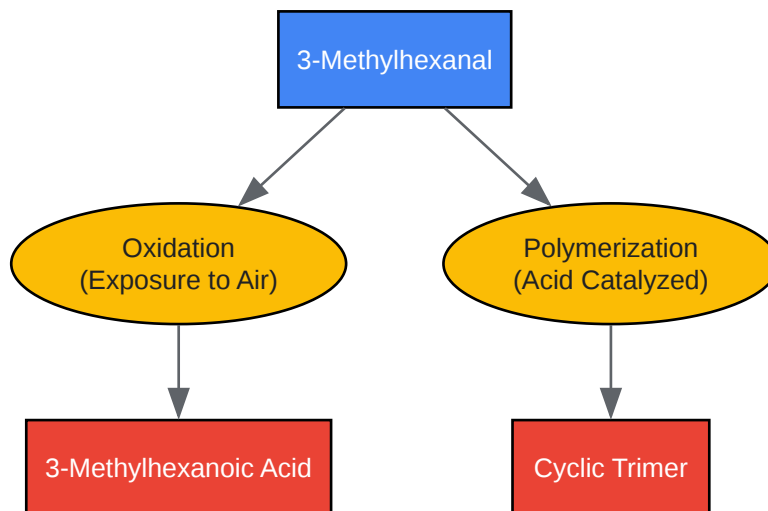 3-Methylhexanal
Oxidation
(Exposure to Air)
Polymerization
(Acid Catalyzed)
3-Methylhexanoic Acid
Cyclic Trimer